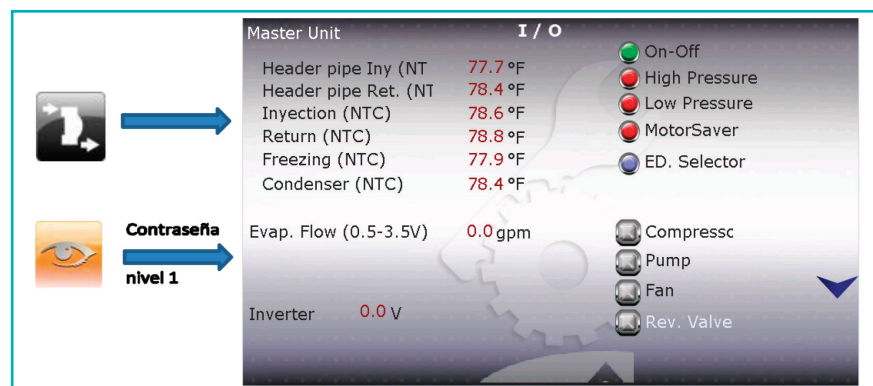 Master Unit
I / O
Header pipe Iny (NT 77.7 °F
Header pipe Ret. (NT 78.4 °F
Inyection (NTC) 78.6 °F
Return (NTC) 78.8 °F
Freezing (NTC) 77.9 °F
Condenser (NTC) 78.4 °F
On-Off
High Pressure
Low Pressure
MotorSaver
ED. Selector
Contraseña
nivel 1
Evap. Flow (0.5-3.5V) 0.0 gpm
Inverter 0.0 V
Compressc
Pump
Fan
Rev. Valve